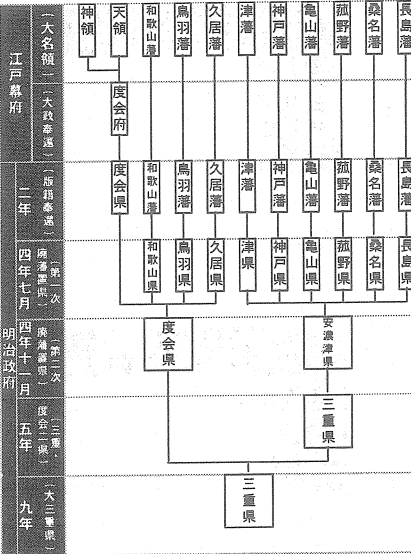 江戸幕府
(大名領)
神領
天領
和歌山藩
鳥羽藩
久居藩
津藩
神戸藩
亀山藩
菰野藩
桑名藩
長島藩
(大政奉還)
度会府
明治政府
二年
(版籍奉還)
度会県
和歌山藩
鳥羽藩
久居藩
津藩
神戸藩
亀山藩
菰野藩
桑名藩
長島藩
四年七月
(第一次廃藩置県)
和歌山県
鳥羽県
久居県
津県
神戸県
亀山県
菰野県
桑名県
長島県
四年十一月
(第二次廃藩置県)
度会県
安濃津県
五年
(三重度会二県)
三重県
九年
(大三重県)
三重県